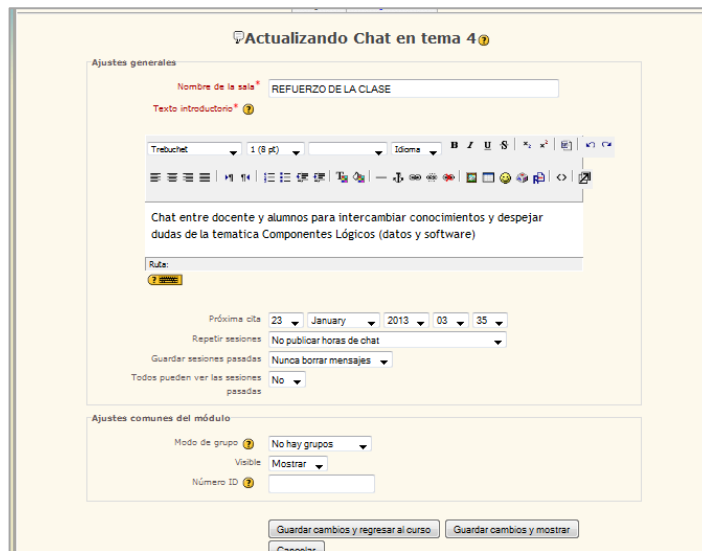 Actualizando Chat en tema 4
Ajustes generales
Nombre de la sala* REFUERZO DE LA CLASE
Texto introductorio*
Trebuchet 1 (8 pt) Idioma B I U S x₂ x²
Chat entre docente y alumnos para intercambiar conocimientos y despejar
dudas de la tematica Componentes Lógicos (datos y software)
Ruta:
Próxima cita 23 January 2013 03 35
Repetir sesiones No publicar horas de chat
Guardar sesiones pasadas Nunca borrar mensajes
Todos pueden ver las sesiones No
pasadas
Ajustes comunes del módulo
Modo de grupo No hay grupos
Visible Mostrar
Número ID
Guardar cambios y regresar al curso Guardar cambios y mostrar
Cancelar